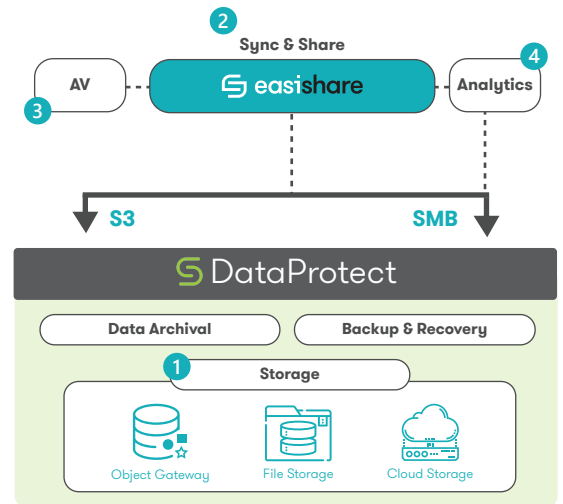 2
Sync & Share
4
AV
easishare
Analytics
3
S3
SMB
DataProtect
Data Archival
Backup & Recovery
1
Storage
Object Gateway
File Storage
Cloud Storage